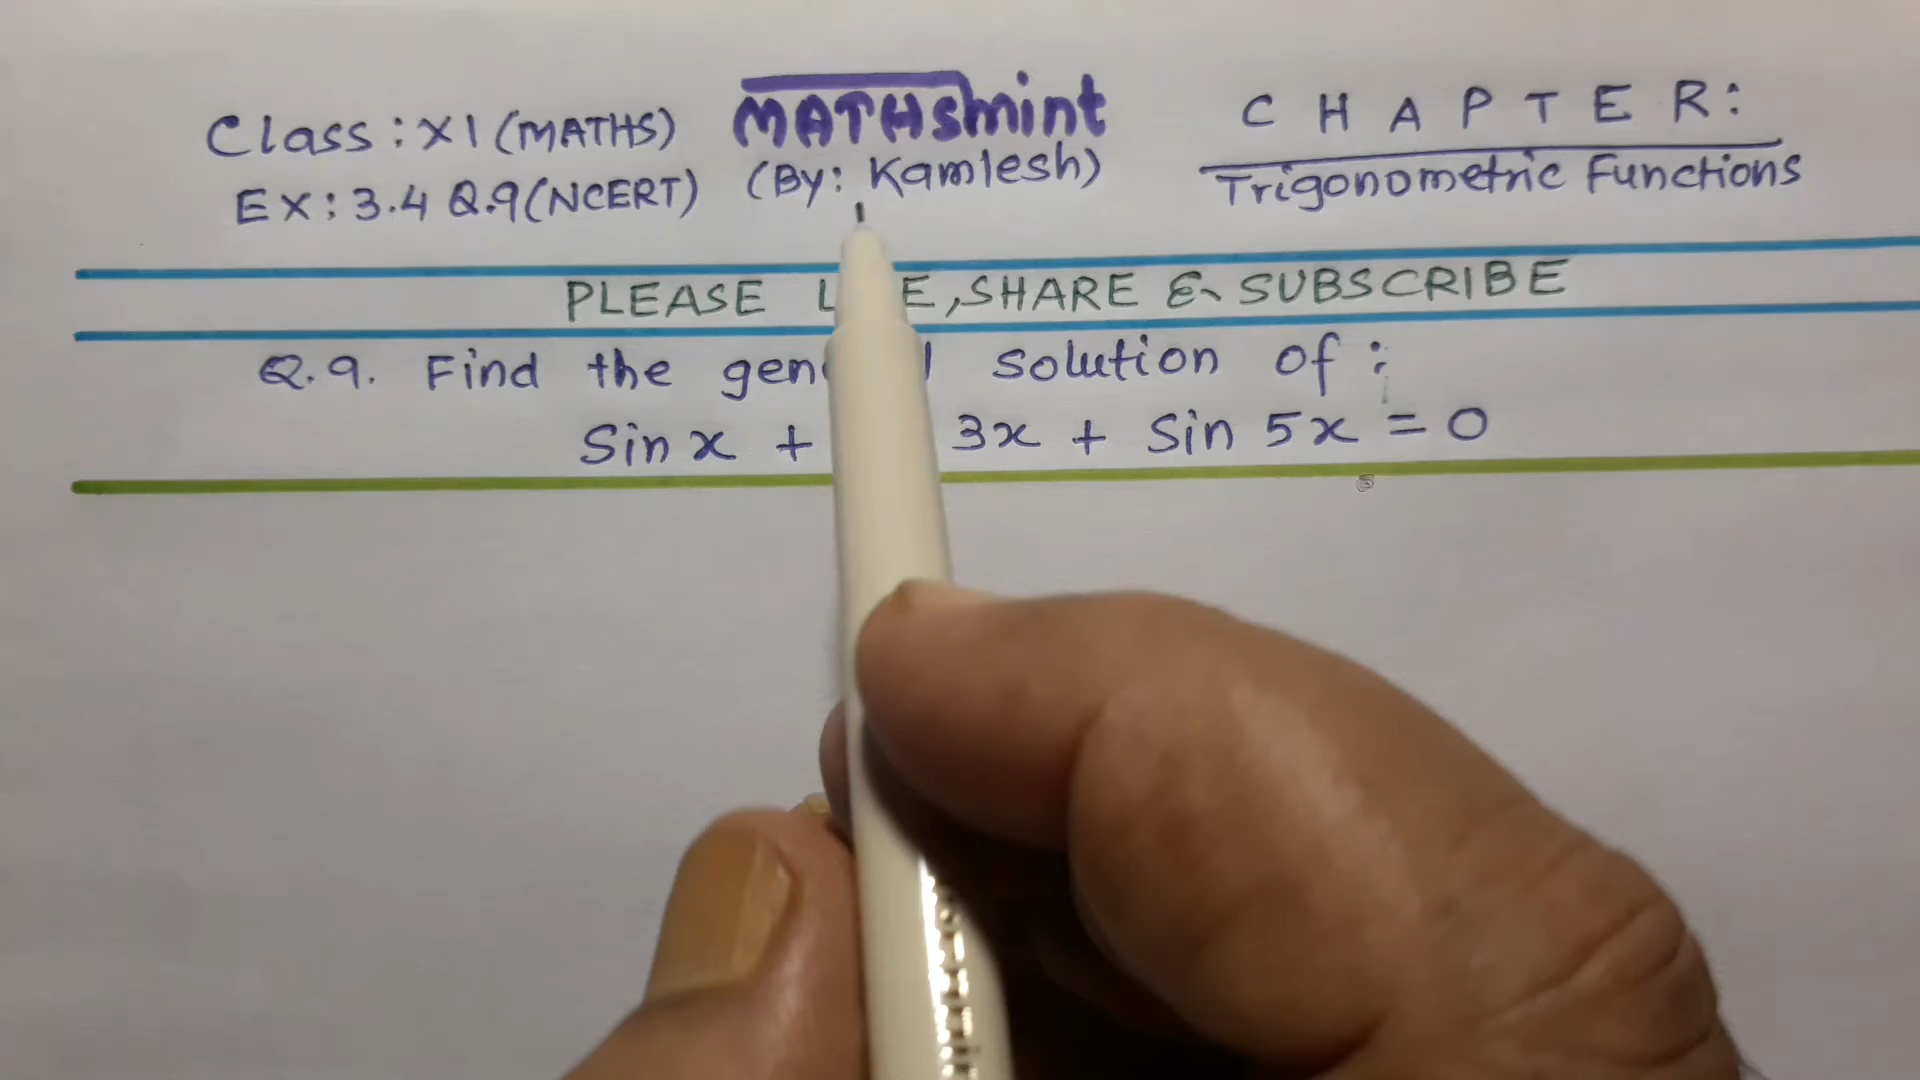 Class: XI (MATHS)
EX: 3.4 Q.9 (NCERT)
MATHSmint
(By: Kamlesh)
CHAPTER:
Trigonometric Functions
PLEASE , SHARE & SUBSCRIBE
Q.9. Find the solution of:
Sin x + 3x + Sin 5x = 0